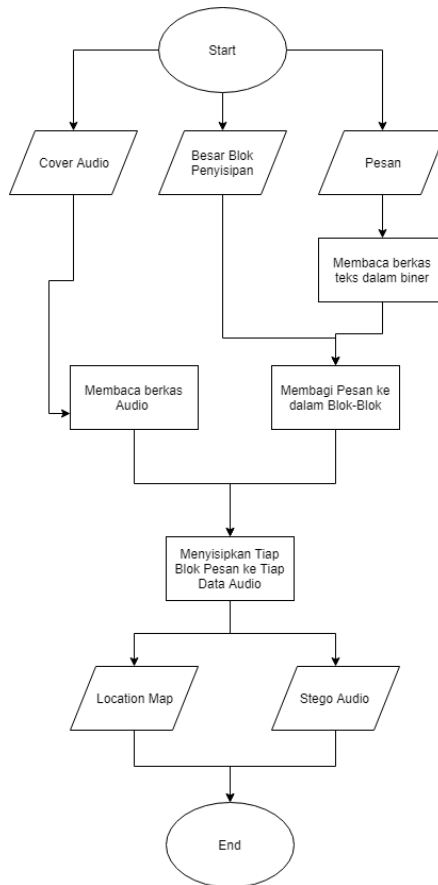 Start
Cover Audio
Besar Blok
Penyisipan
Pesan
Membaca berkas
teks dalam biner
Membaca berkas
Audio
Membagi Pesan ke
dalam Blok-Blok
Menyisipkan Tiap
Blok Pesan ke Tiap
Data Audio
Location Map
Stego Audio
End